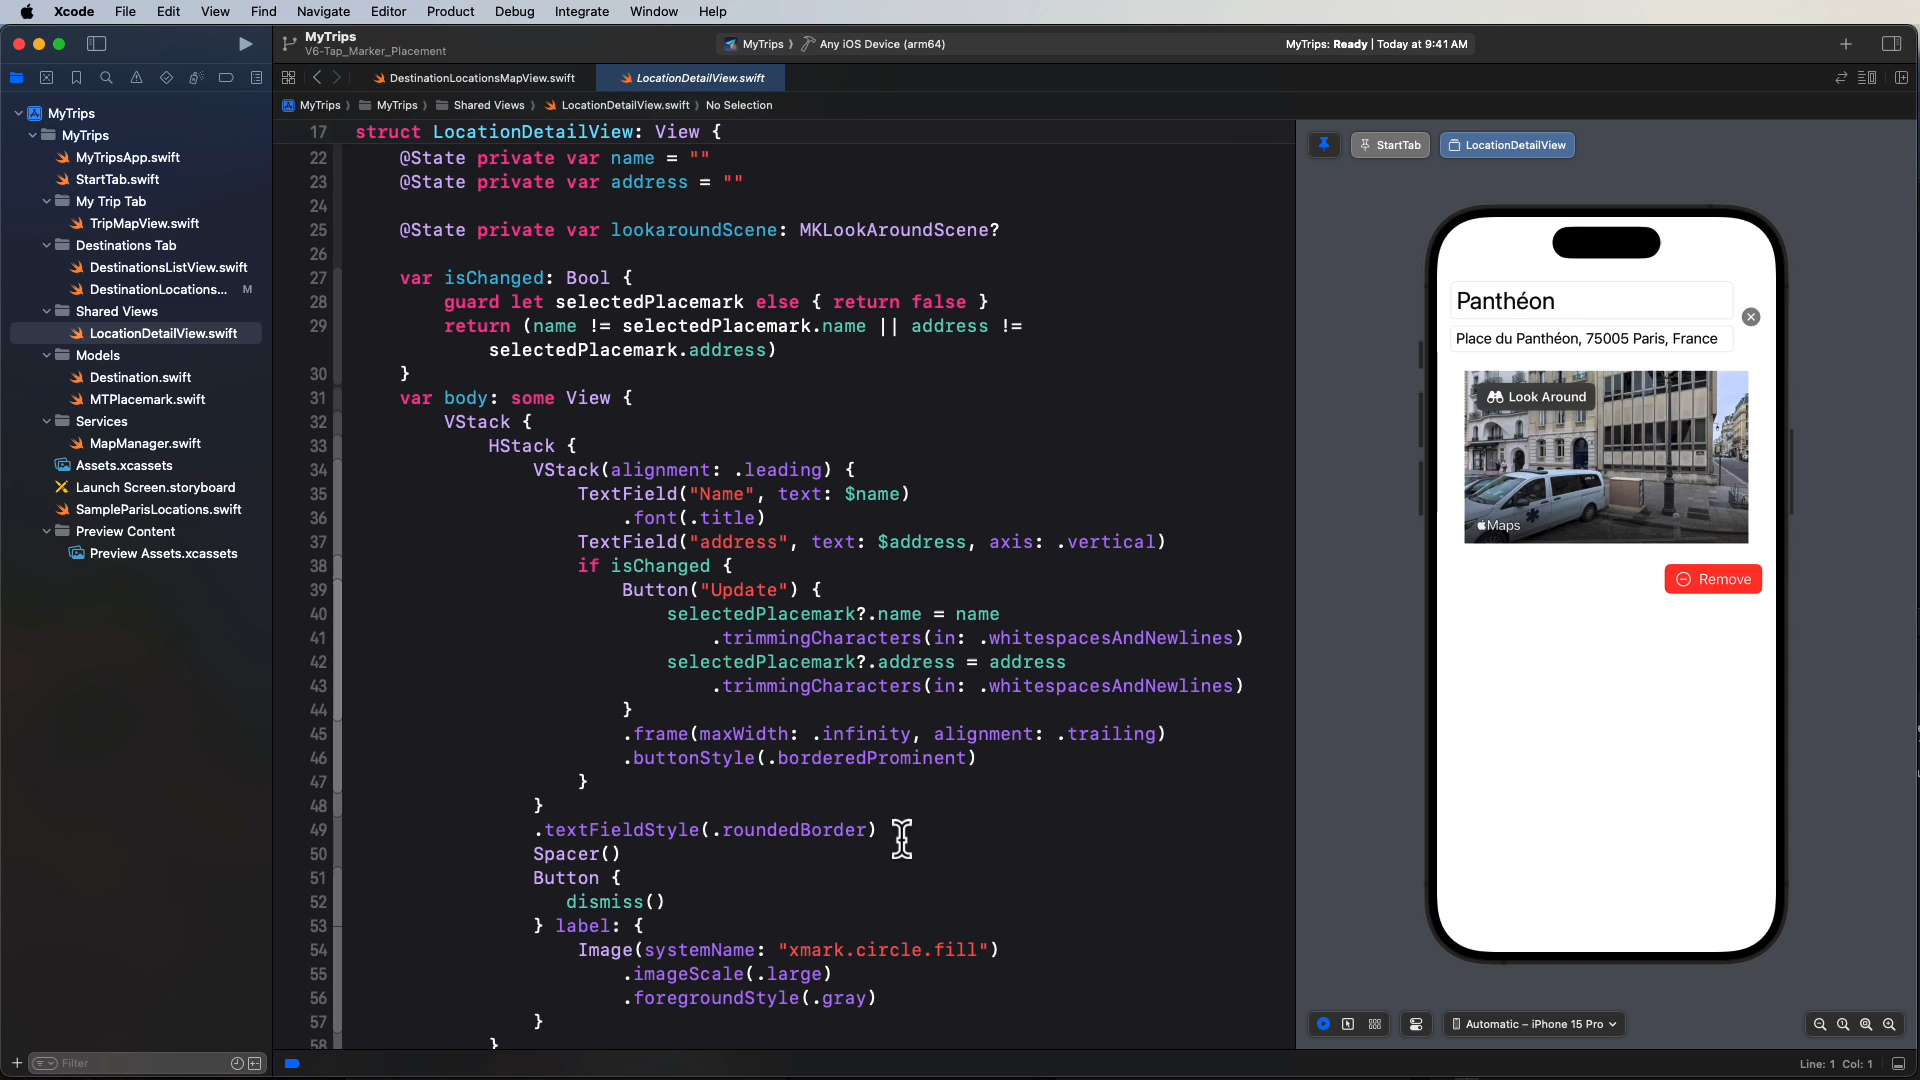 Xcode File Edit View Find Navigate Editor Product Debug Integrate Window Help
MyTrips
V6-Tap_Marker_Placement
MyTrips Any iOS Device (arm64)
MyTrips: Ready | Today at 9:41 AM
DestinationLocationsMapView.swift
LocationDetailView.swift
MyTrips MyTrips Shared Views LocationDetailView.swift No Selection
MyTrips
MyTrips
MyTripsApp.swift
StartTab.swift
My Trip Tab
TripMapView.swift
Destinations Tab
DestinationsListView.swift
DestinationLocations... M
Shared Views
LocationDetailView.swift
Models
Destination.swift
MTPlacemark.swift
Services
MapManager.swift
Assets.xcassets
Launch Screen.storyboard
SampleParisLocations.swift
Preview Content
Preview Assets.xcassets
Filter
17 struct LocationDetailView: View {
22 @State private var name = ""
23 @State private var address = ""
24
25 @State private var lookaroundScene: MKLookAroundScene?
26
27 var isChanged: Bool {
28 guard let selectedPlacemark else { return false }
29 return (name != selectedPlacemark.name || address !=
selectedPlacemark.address)
30 }
31 var body: some View {
32 VStack {
33 HStack {
34 VStack(alignment: .leading) {
35 TextField("Name", text: $name)
36 .font(.title)
37 TextField("address", text: $address, axis: .vertical)
38 if isChanged {
39 Button("Update") {
40 selectedPlacemark?.name = name
41 .trimmingCharacters(in: .whitespacesAndNewlines)
42 selectedPlacemark?.address = address
43 .trimmingCharacters(in: .whitespacesAndNewlines)
44 }
45 .frame(maxWidth: .infinity, alignment: .trailing)
46 .buttonStyle(.borderedProminent)
47 }
48 }
49 .textFieldStyle(.roundedBorder)
50 Spacer()
51 Button {
52 dismiss()
53 } label: {
54 Image(systemName: "xmark.circle.fill")
55 .imageScale(.large)
56 .foregroundStyle(.gray)
57 }
58 }
StartTab
LocationDetailView
Panthéon
Place du Panthéon, 75005 Paris, France
Look Around
Maps
Remove
Automatic – iPhone 15 Pro
Line: 1 Col: 1